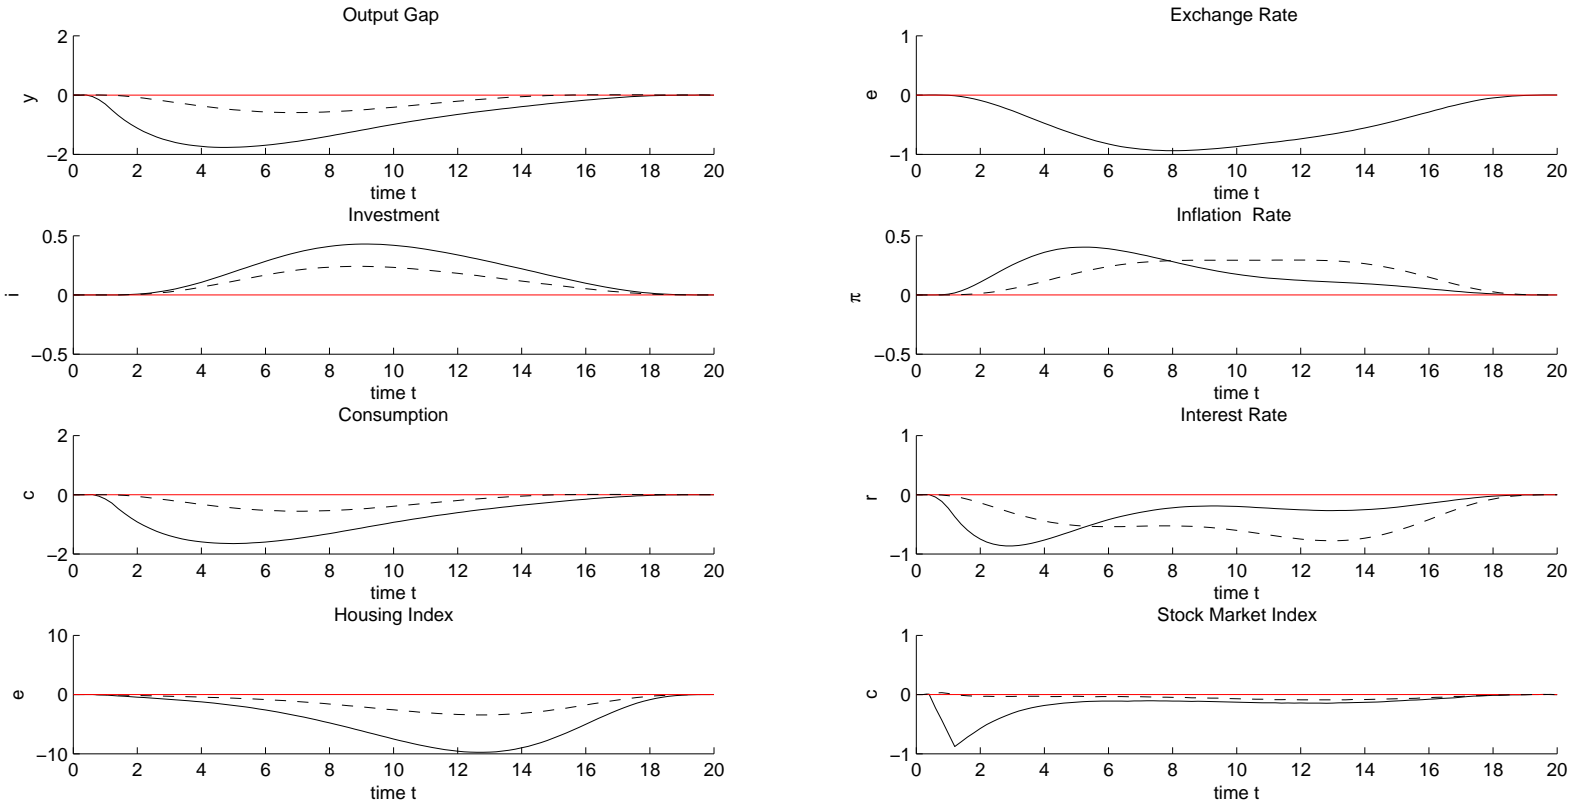 Output Gap
2
y
0
−2
0 2 4 6 8 10 12 14 16 18 20
time t
Exchange Rate
1
e
0
−1
0 2 4 6 8 10 12 14 16 18 20
time t
Investment
0.5
i
0
−0.5
0 2 4 6 8 10 12 14 16 18 20
time t
Inflation Rate
0.5
π
0
−0.5
0 2 4 6 8 10 12 14 16 18 20
time t
Consumption
2
c
0
−2
0 2 4 6 8 10 12 14 16 18 20
time t
Interest Rate
1
r
0
−1
0 2 4 6 8 10 12 14 16 18 20
time t
Housing Index
10
e
0
−10
0 2 4 6 8 10 12 14 16 18 20
time t
Stock Market Index
1
c
0
−1
0 2 4 6 8 10 12 14 16 18 20
time t